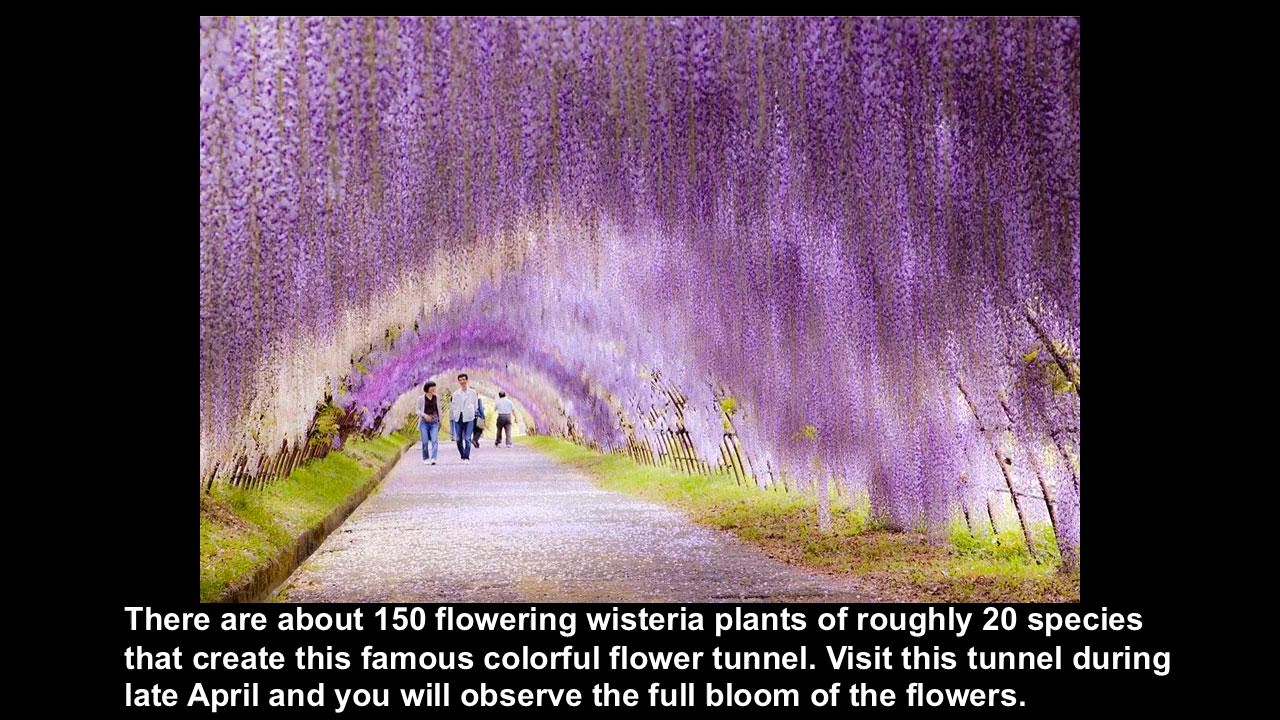 There are about 150 flowering wisteria plants of roughly 20 species
that create this famous colorful flower tunnel. Visit this tunnel during
late April and you will observe the full bloom of the flowers.